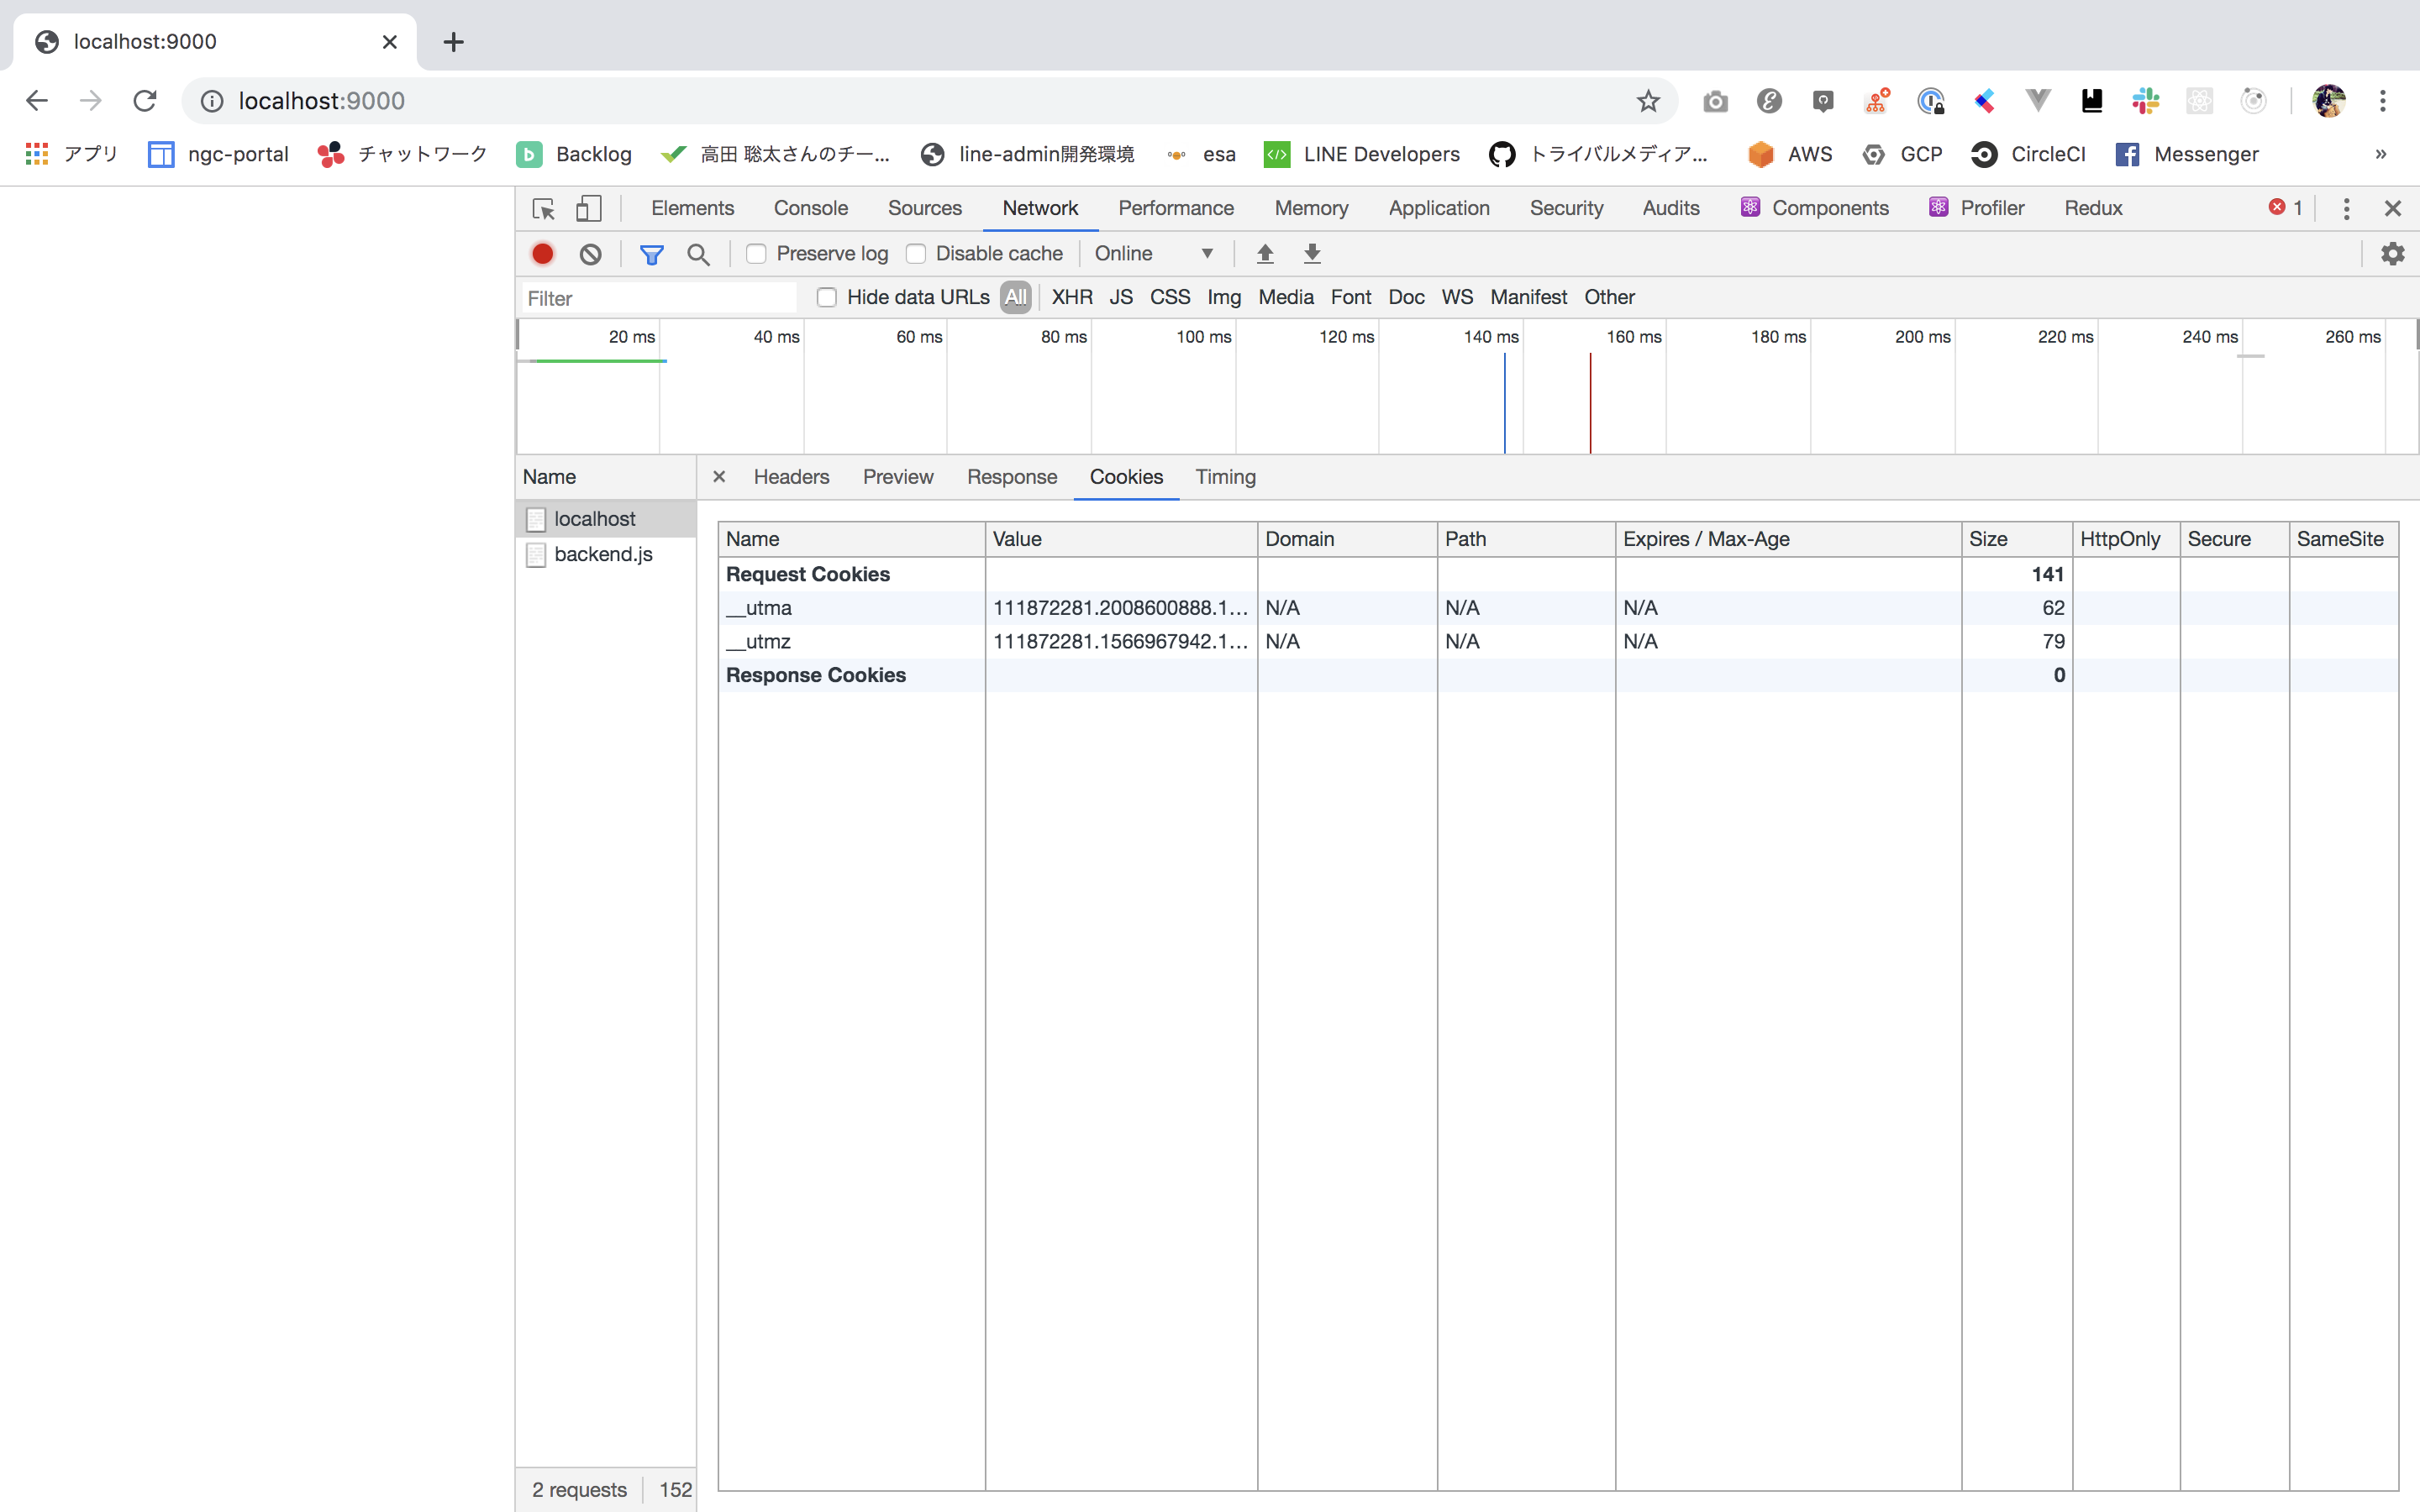 localhost:9000
localhost:9000
アプリ ngc-portal チャットワーク Backlog 高田 聡太さんのチー... line-admin開発環境 esa LINE Developers トライバルメディア... AWS GCP CircleCI Messenger »
Elements Console Sources Network Performance Memory Application Security Audits Components Profiler Redux 1
Preserve log Disable cache Online
Filter Hide data URLs All XHR JS CSS Img Media Font Doc WS Manifest Other
20 ms 40 ms 60 ms 80 ms 100 ms 120 ms 140 ms 160 ms 180 ms 200 ms 220 ms 240 ms 260 ms
Name Headers Preview Response Cookies Timing
localhost
backend.js
Name Value Domain Path Expires / Max-Age Size HttpOnly Secure SameSite
Request Cookies 141
__utma 111872281.2008600888.1... N/A N/A N/A 62
__utmz 111872281.1566967942.1... N/A N/A N/A 79
Response Cookies 0
2 requests 152